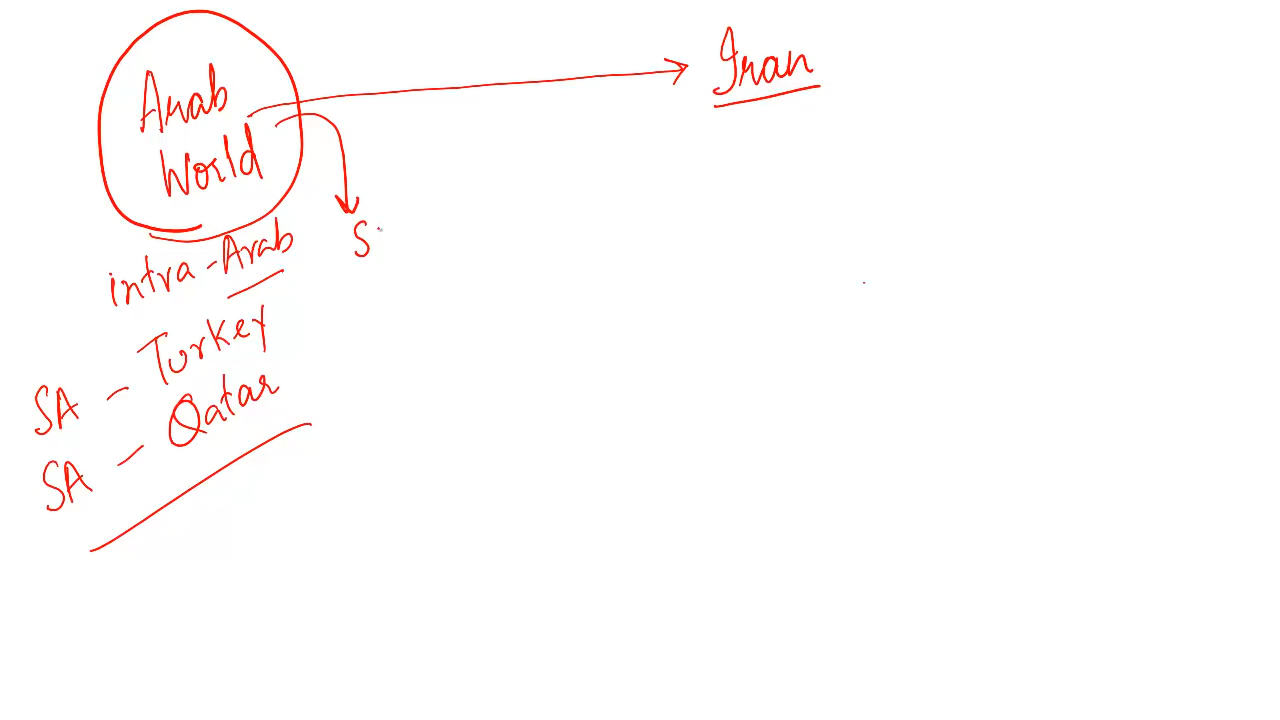 Arab
World
Iran
S
intra-Arab
SA - Turkey
SA - Qatar